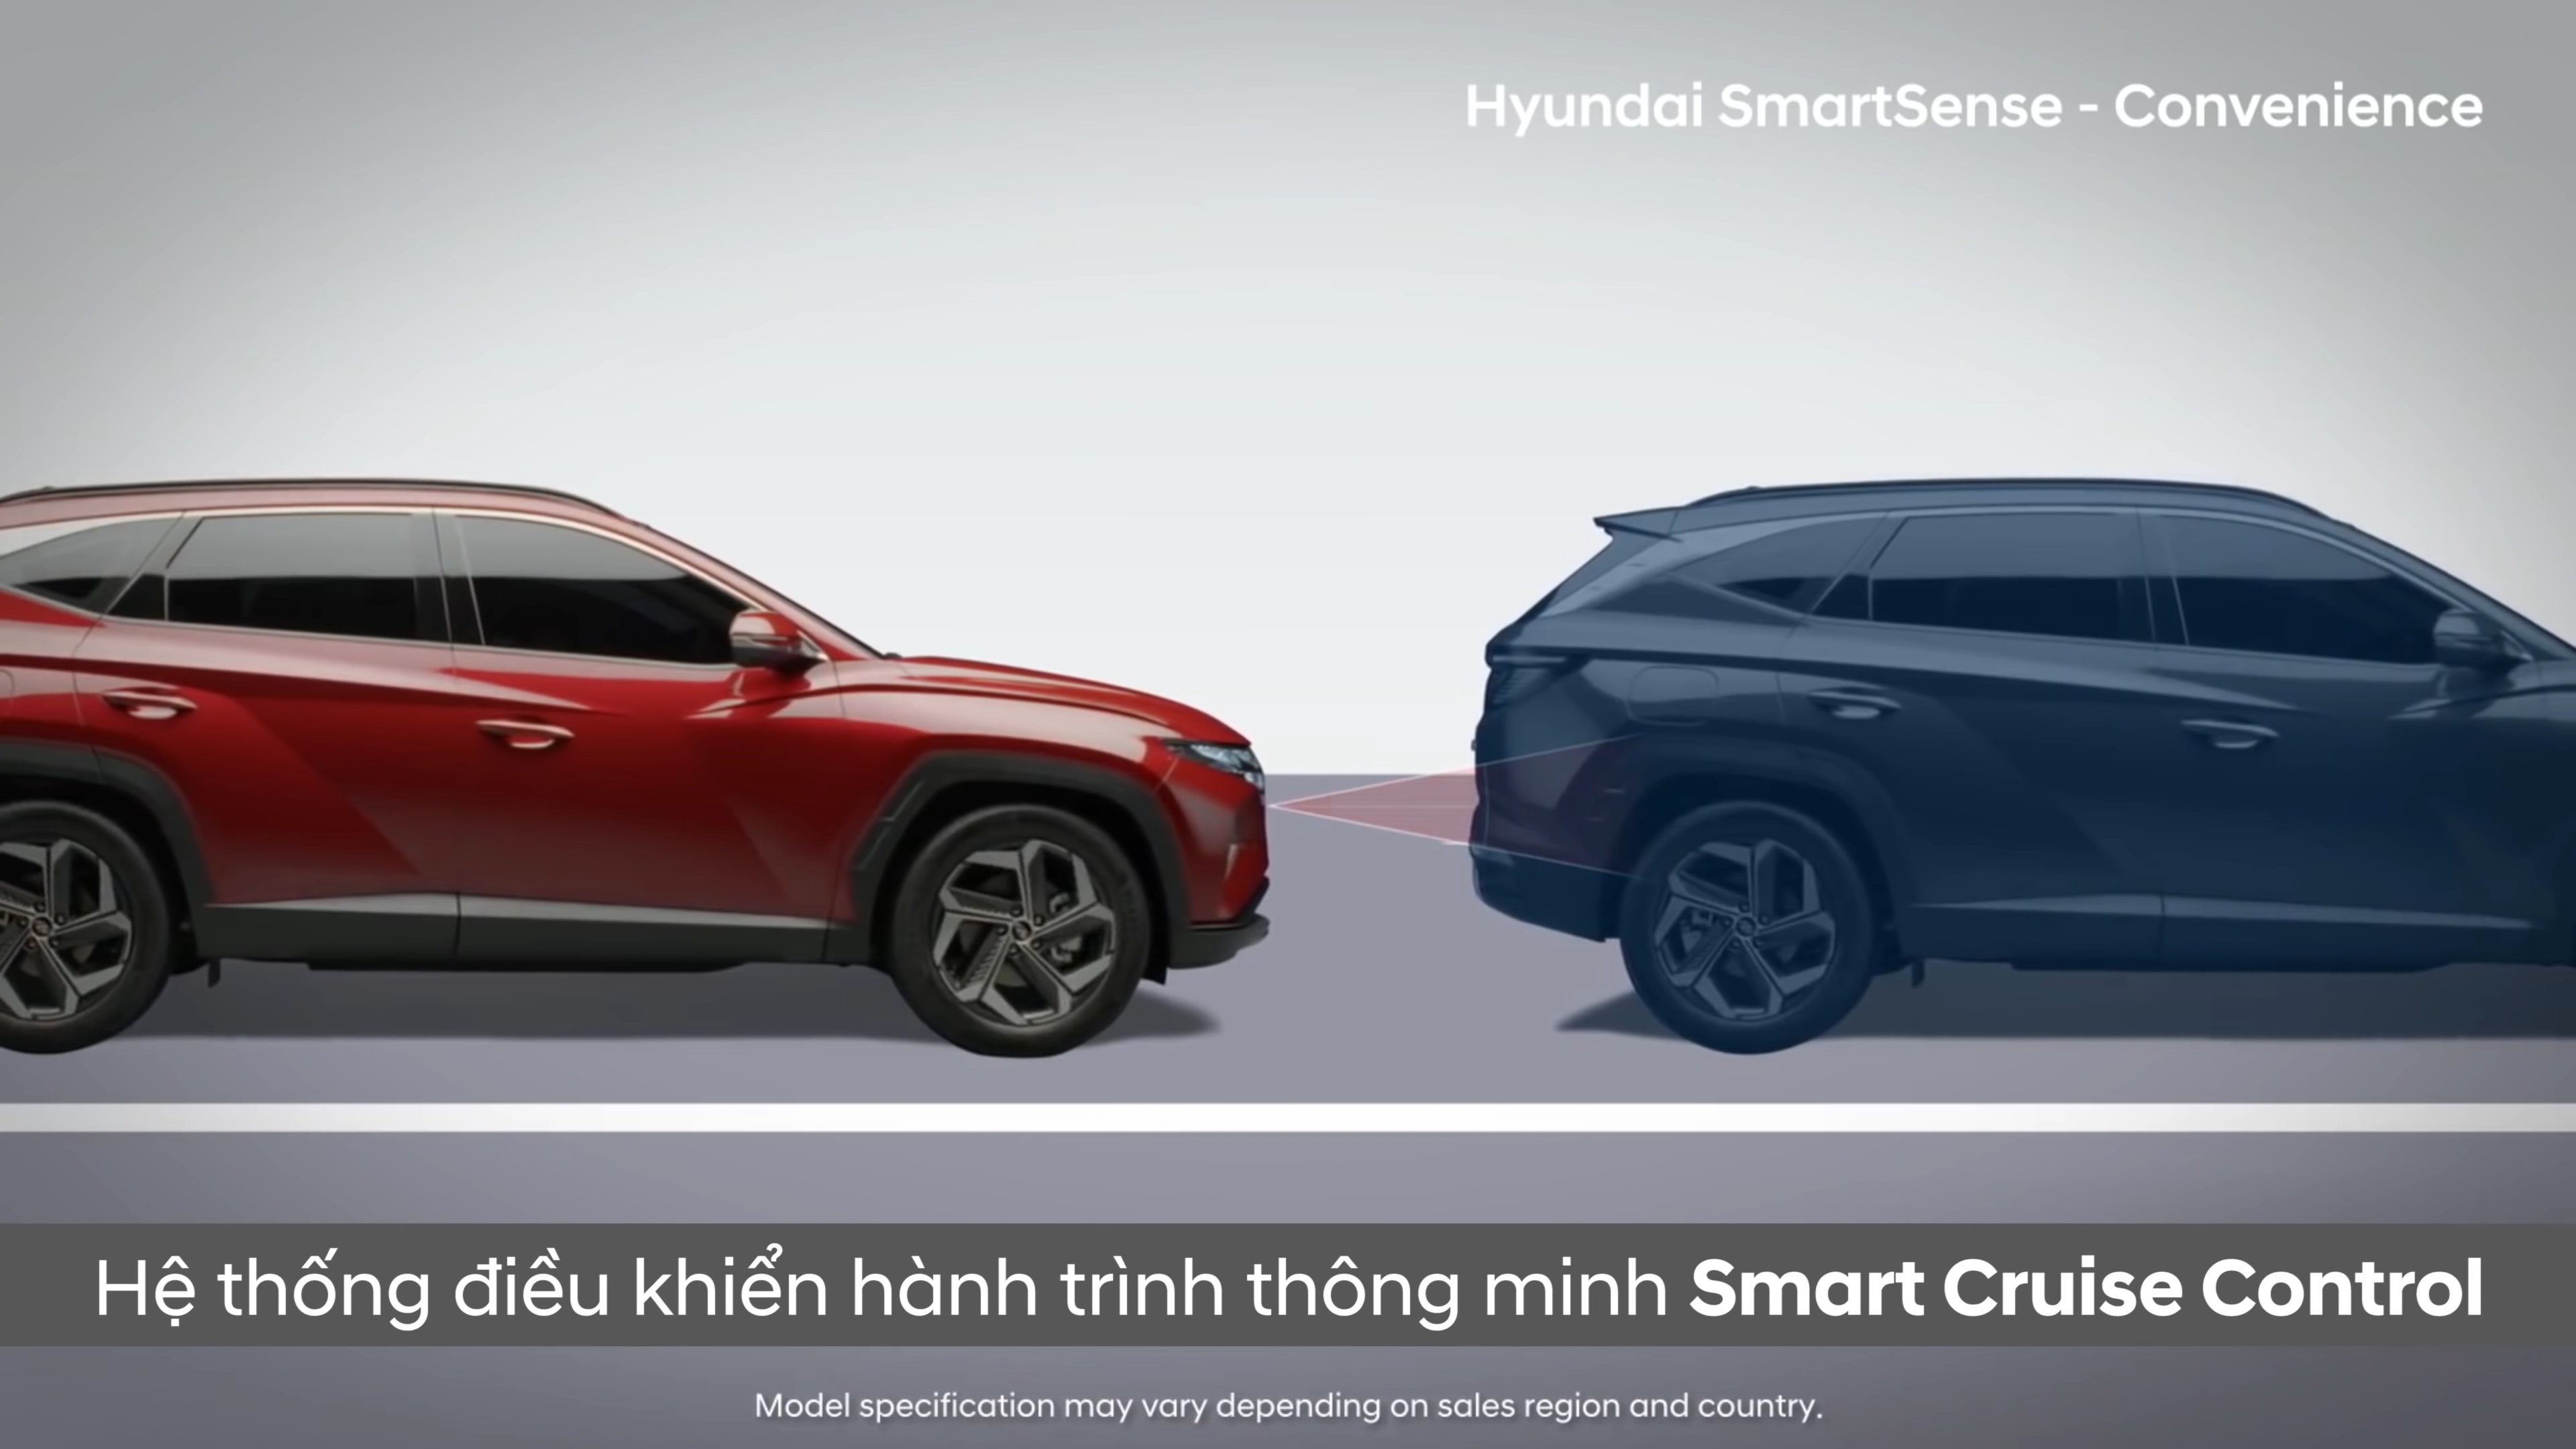 Hyundai SmartSense - Convenience
Hệ thống điều khiển hành trình thông minh Smart Cruise Control
Model specification may vary depending on sales region and country.